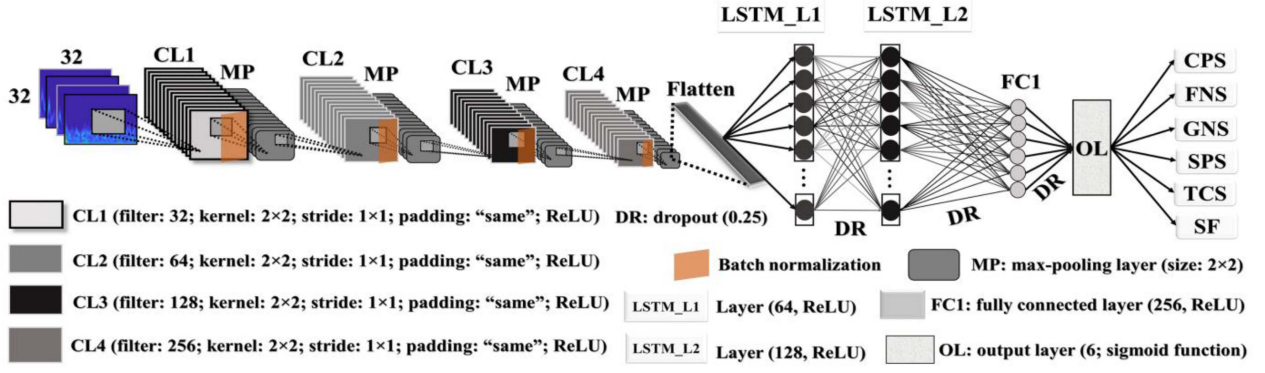 LSTM_L1 LSTM_L2
32 CL1 MP CL2 MP CL3 MP CL4 MP Flatten FC1
32
CPS
FNS
GNS
OL
SPS
TCS
SF
DR DR DR
DR: dropout (0.25)
CL1 (filter: 32; kernel: 2×2; stride: 1×1; padding: “same”; ReLU)
CL2 (filter: 64; kernel: 2×2; stride: 1×1; padding: “same”; ReLU)
CL3 (filter: 128; kernel: 2×2; stride: 1×1; padding: “same”; ReLU)
CL4 (filter: 256; kernel: 2×2; stride: 1×1; padding: “same”; ReLU)
Batch normalization
MP: max-pooling layer (size: 2×2)
LSTM_L1 Layer (64, ReLU)
FC1: fully connected layer (256, ReLU)
LSTM_L2 Layer (128, ReLU)
OL: output layer (6; sigmoid function)